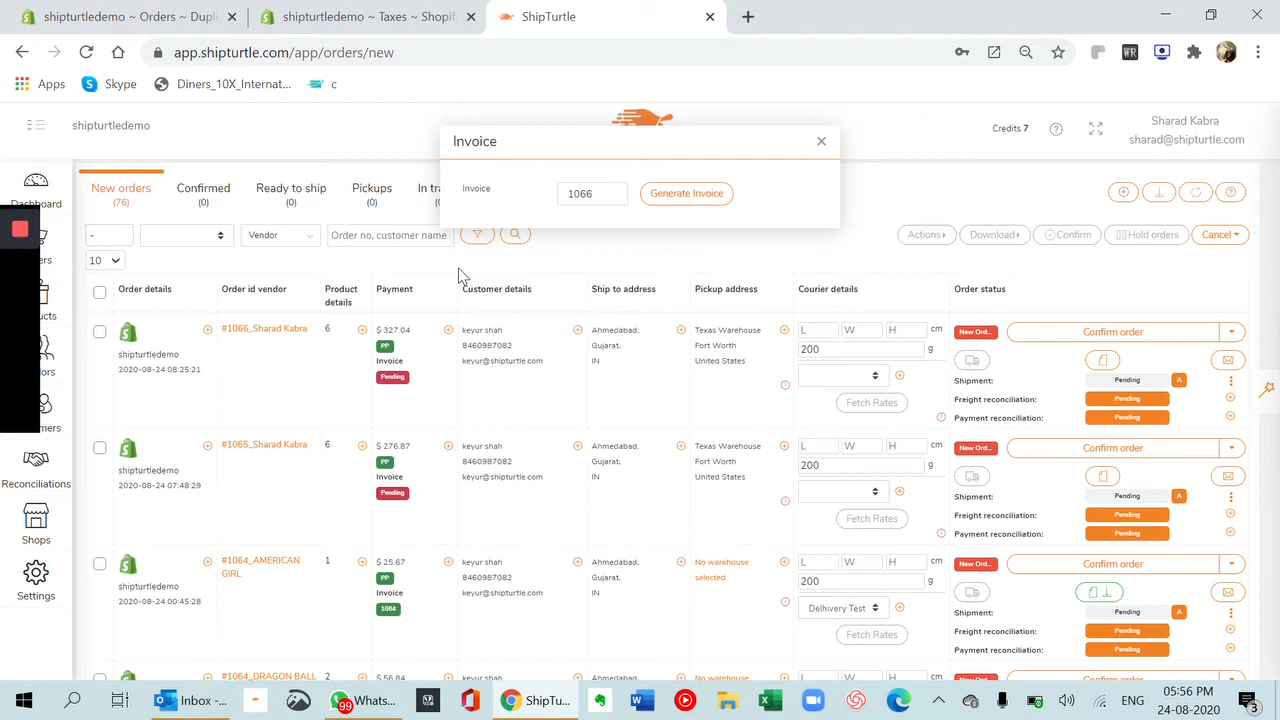 shipturtledemo ~ Orders ~ Shopif
shipturtledemo ~ Taxes ~ Shopif
ShipTurtle
app.shipturtle.com/app/orders/new
WR
Apps
Skype
Diners_10X_Internat...
c
shipturtledemo
Credits 7
Sharad Kabra
sharad@shipturtle.com
Invoice
Invoice
1066
Generate Invoice
Dashboard
New orders
(76)
Confirmed
(0)
Ready to ship
(0)
Pickups
(0)
In tra
-
Vendor
Order no, customer name
Actions
Download
Confirm
Hold orders
Cancel
10
Order details
Order id vendor
Product details
Payment
Customer details
Ship to address
Pickup address
Courier details
Order status
shipturtledemo
2020-08-24 08:25:21
#1066_Sharad Kabra
6
$ 327.04
PP
Invoice
Pending
keyur shah
8460987082
keyur@shipturtle.com
Ahmedabad,
Gujarat,
IN
Texas Warehouse
Fort Worth
United States
L W H cm
200 g
Fetch Rates
New Ord...
Confirm order
Shipment: Pending A
Freight reconciliation: Pending
Payment reconciliation: Pending
shipturtledemo
2020-08-24 07:48:29
#1065_Sharad Kabra
6
$ 276.87
PP
Invoice
Pending
keyur shah
8460987082
keyur@shipturtle.com
Ahmedabad,
Gujarat,
IN
Texas Warehouse
Fort Worth
United States
L W H cm
200 g
Fetch Rates
New Ord...
Confirm order
Shipment: Pending A
Freight reconciliation: Pending
Payment reconciliation: Pending
shipturtledemo
2020-08-24 00:45:28
#1064_AMERICAN
GIRL
1
$ 25.67
PP
Invoice
1064
keyur shah
8460987082
keyur@shipturtle.com
Ahmedabad,
Gujarat,
IN
No warehouse
selected
L W H cm
200 g
Delhivery Test
Fetch Rates
New Ord...
Confirm order
Shipment: Pending A
Freight reconciliation: Pending
Payment reconciliation: Pending
#1064_DRAGON BALL
2
$ 56.84
keyur shah
Ahmedabad,
No warehouse
ers
ucts
ors
mers
Reconciliations
Shops
Settings
Inbox - ...
99
Whats...
ShipTu...
ENG
05:56 PM
24-08-2020
3